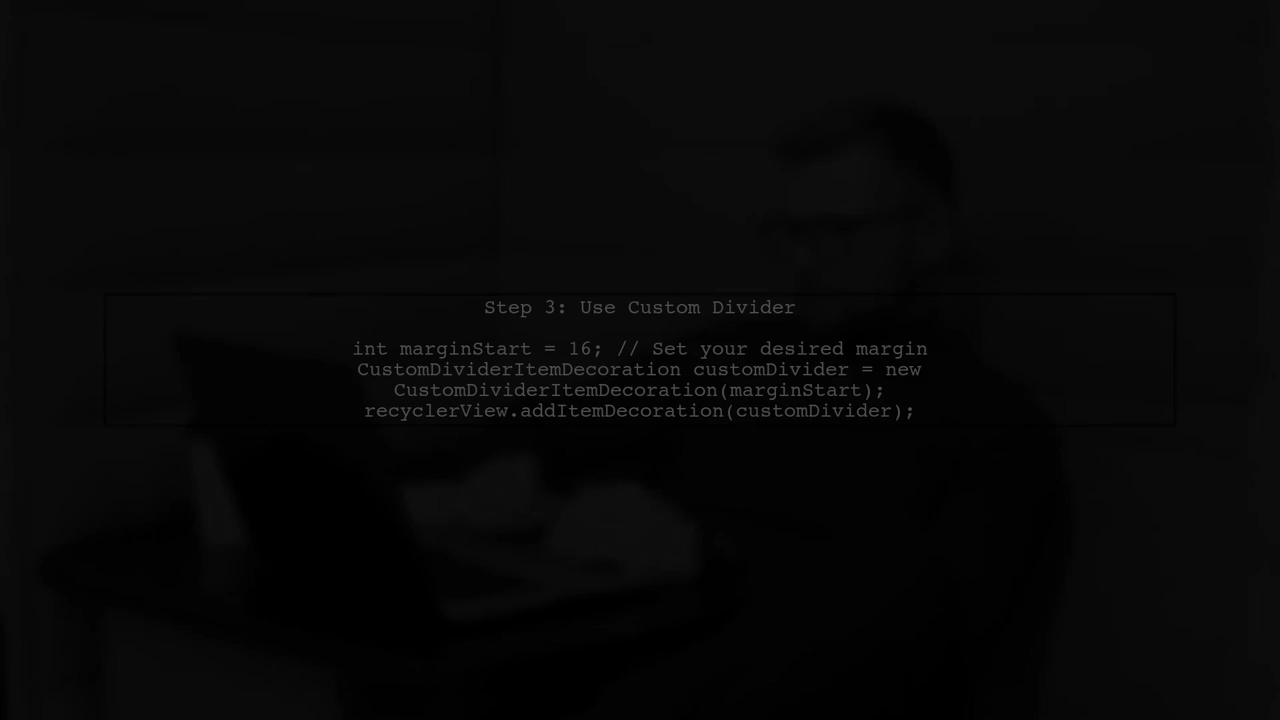 Step 3: Use Custom Divider
int marginStart = 16; // Set your desired margin
CustomDividerItemDecoration customDivider = new
CustomDividerItemDecoration(marginStart);
recyclerView.addItemDecoration(customDivider);